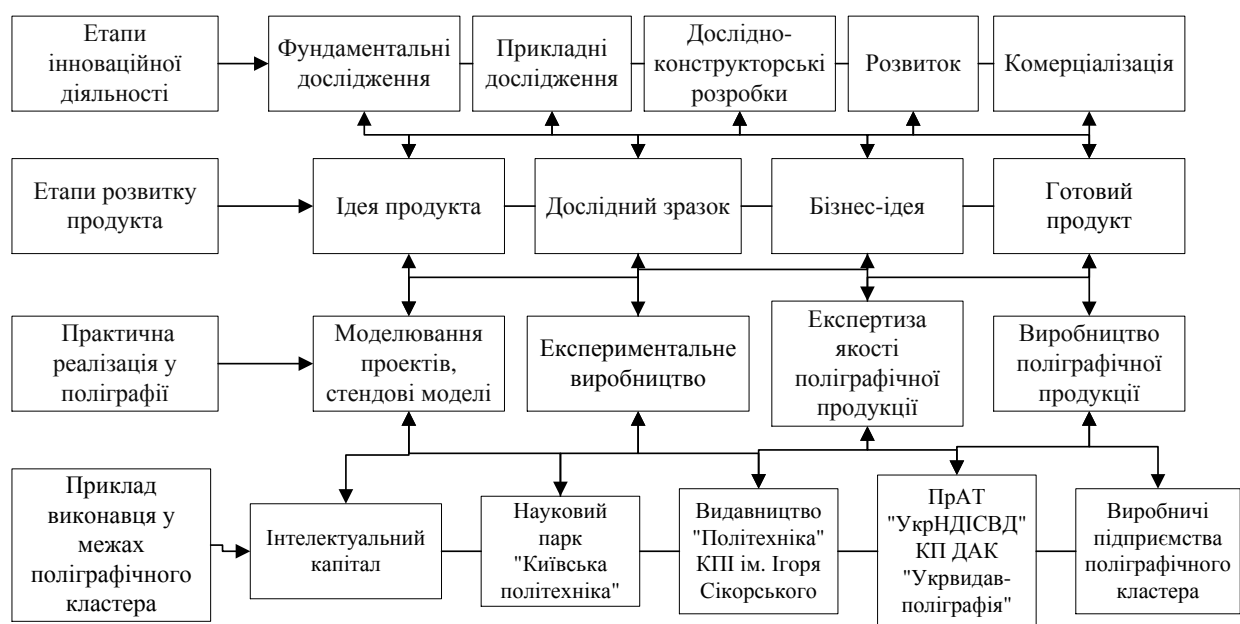 Етапи
інноваційної
діяльності
Фундаментальні
дослідження
Прикладні
дослідження
Дослідно-
конструкторські
розробки
Розвиток
Комерціалізація
Етапи розвитку
продукта
Ідея продукта
Дослідний зразок
Бізнес-ідея
Готовий
продукт
Практична
реалізація у
поліграфії
Моделювання
проектів,
стендові моделі
Експериментальне
виробництво
Експертиза
якості
поліграфічної
продукції
Виробництво
поліграфічної
продукції
Приклад
виконавця у
межах
поліграфічного
кластера
Інтелектуальний
капітал
Науковий
парк
"Київська
політехніка"
Видавництво
"Політехніка"
КПІ ім. Ігоря
Сікорського
ПрАТ
"УкрНДІСВД"
КП ДАК
"Укрвидав-
поліграфія"
Виробничі
підприємства
поліграфічного
кластера